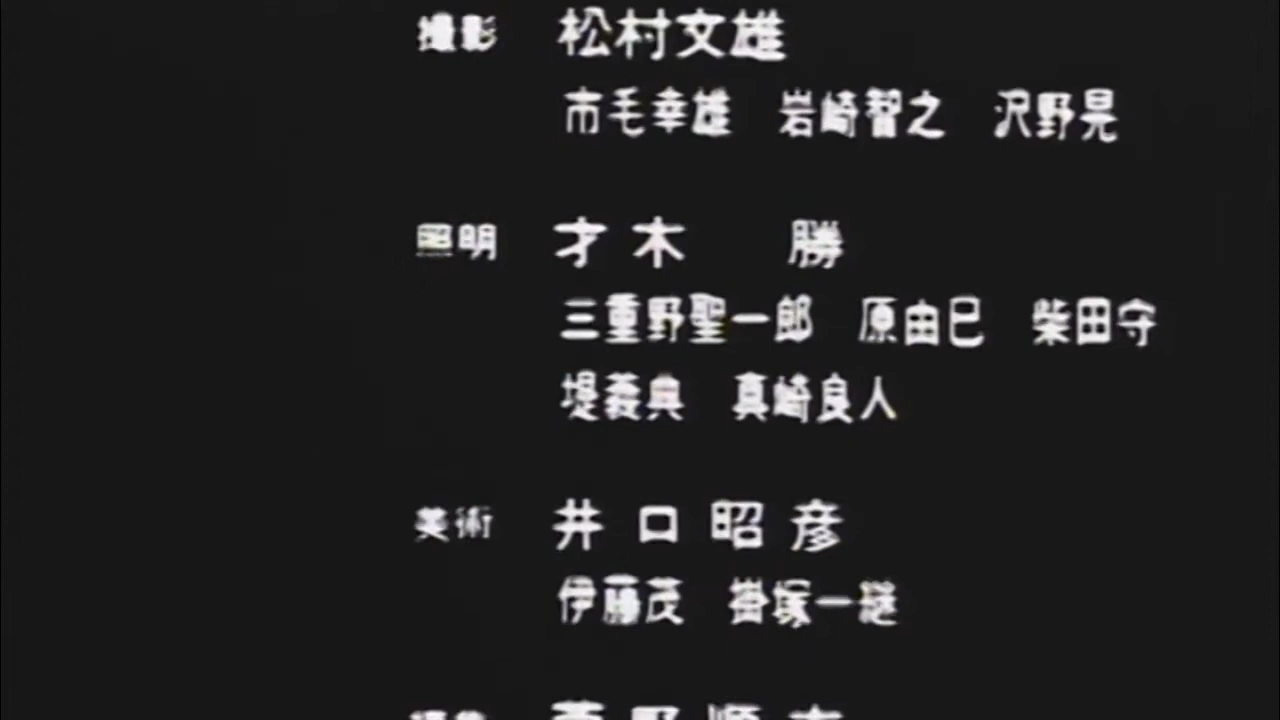 撮影 松村文雄
市毛幸雄 岩崎智之 沢野晃
照明 才木 勝
三重野聖一郎 原由巳 柴田守
堤義典 真崎良人
美術 井口昭彦
伊藤茂